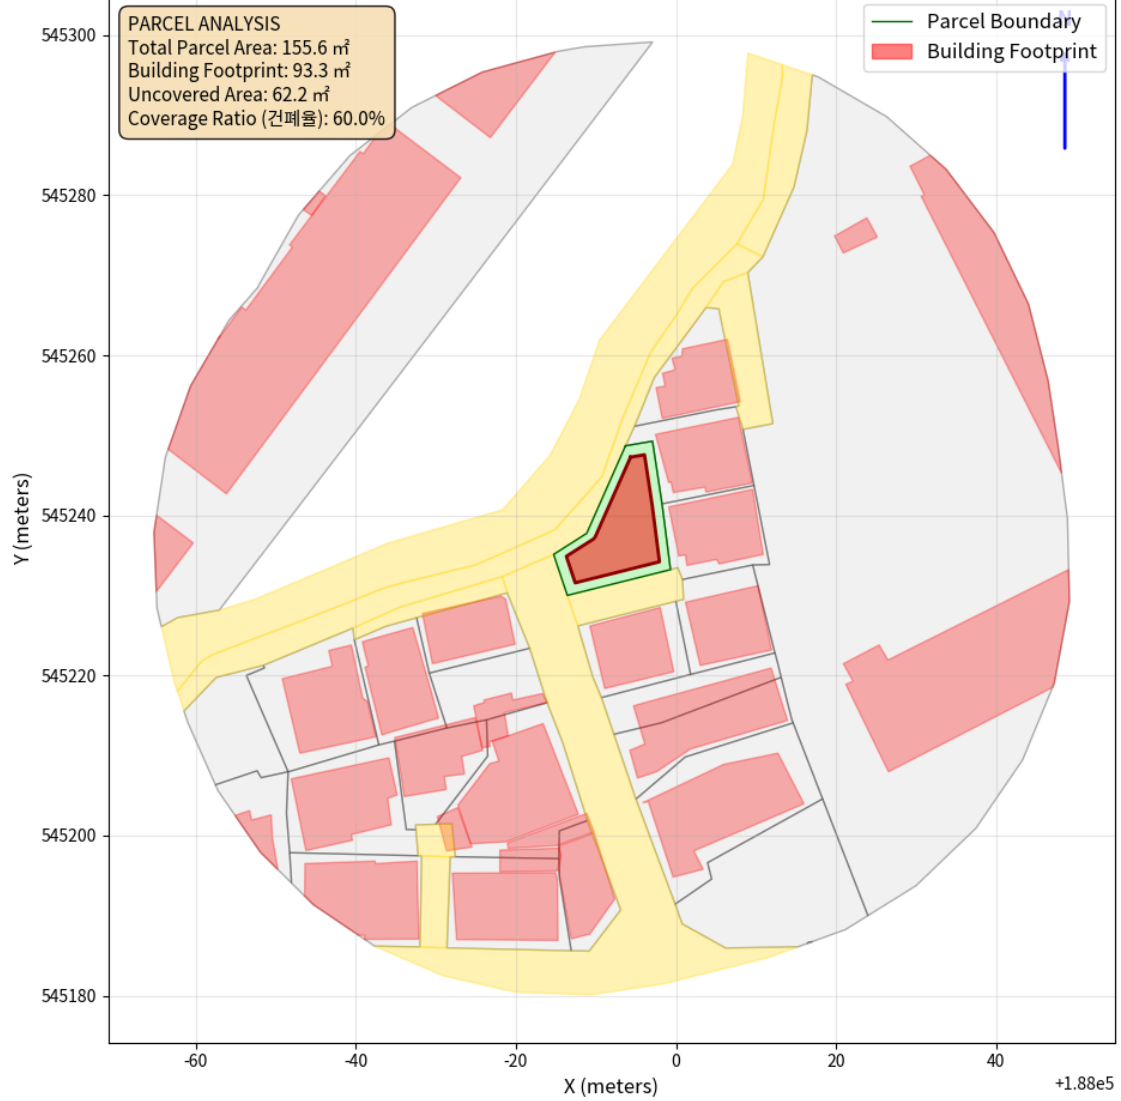 PARCEL ANALYSIS
Total Parcel Area: 155.6 ㎡
Building Footprint: 93.3 ㎡
Uncovered Area: 62.2 ㎡
Coverage Ratio (건폐율): 60.0%
Parcel Boundary
Building Footprint
N
545300
545280
545260
545240
545220
545200
545180
Y (meters)
-60
-40
-20
0
20
40
X (meters)
+1.88e5